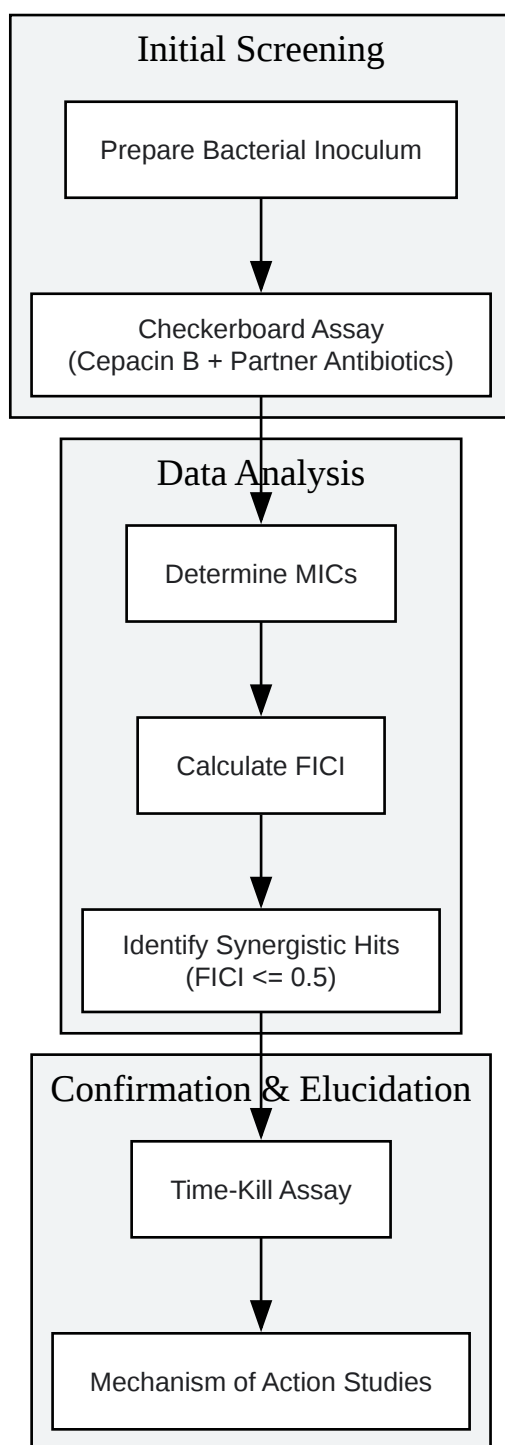 Initial Screening
Prepare Bacterial Inoculum
Checkerboard Assay
(Cepacin B + Partner Antibiotics)
Data Analysis
Determine MICs
Calculate FICI
Identify Synergistic Hits
(FICI <= 0.5)
Confirmation & Elucidation
Time-Kill Assay
Mechanism of Action Studies